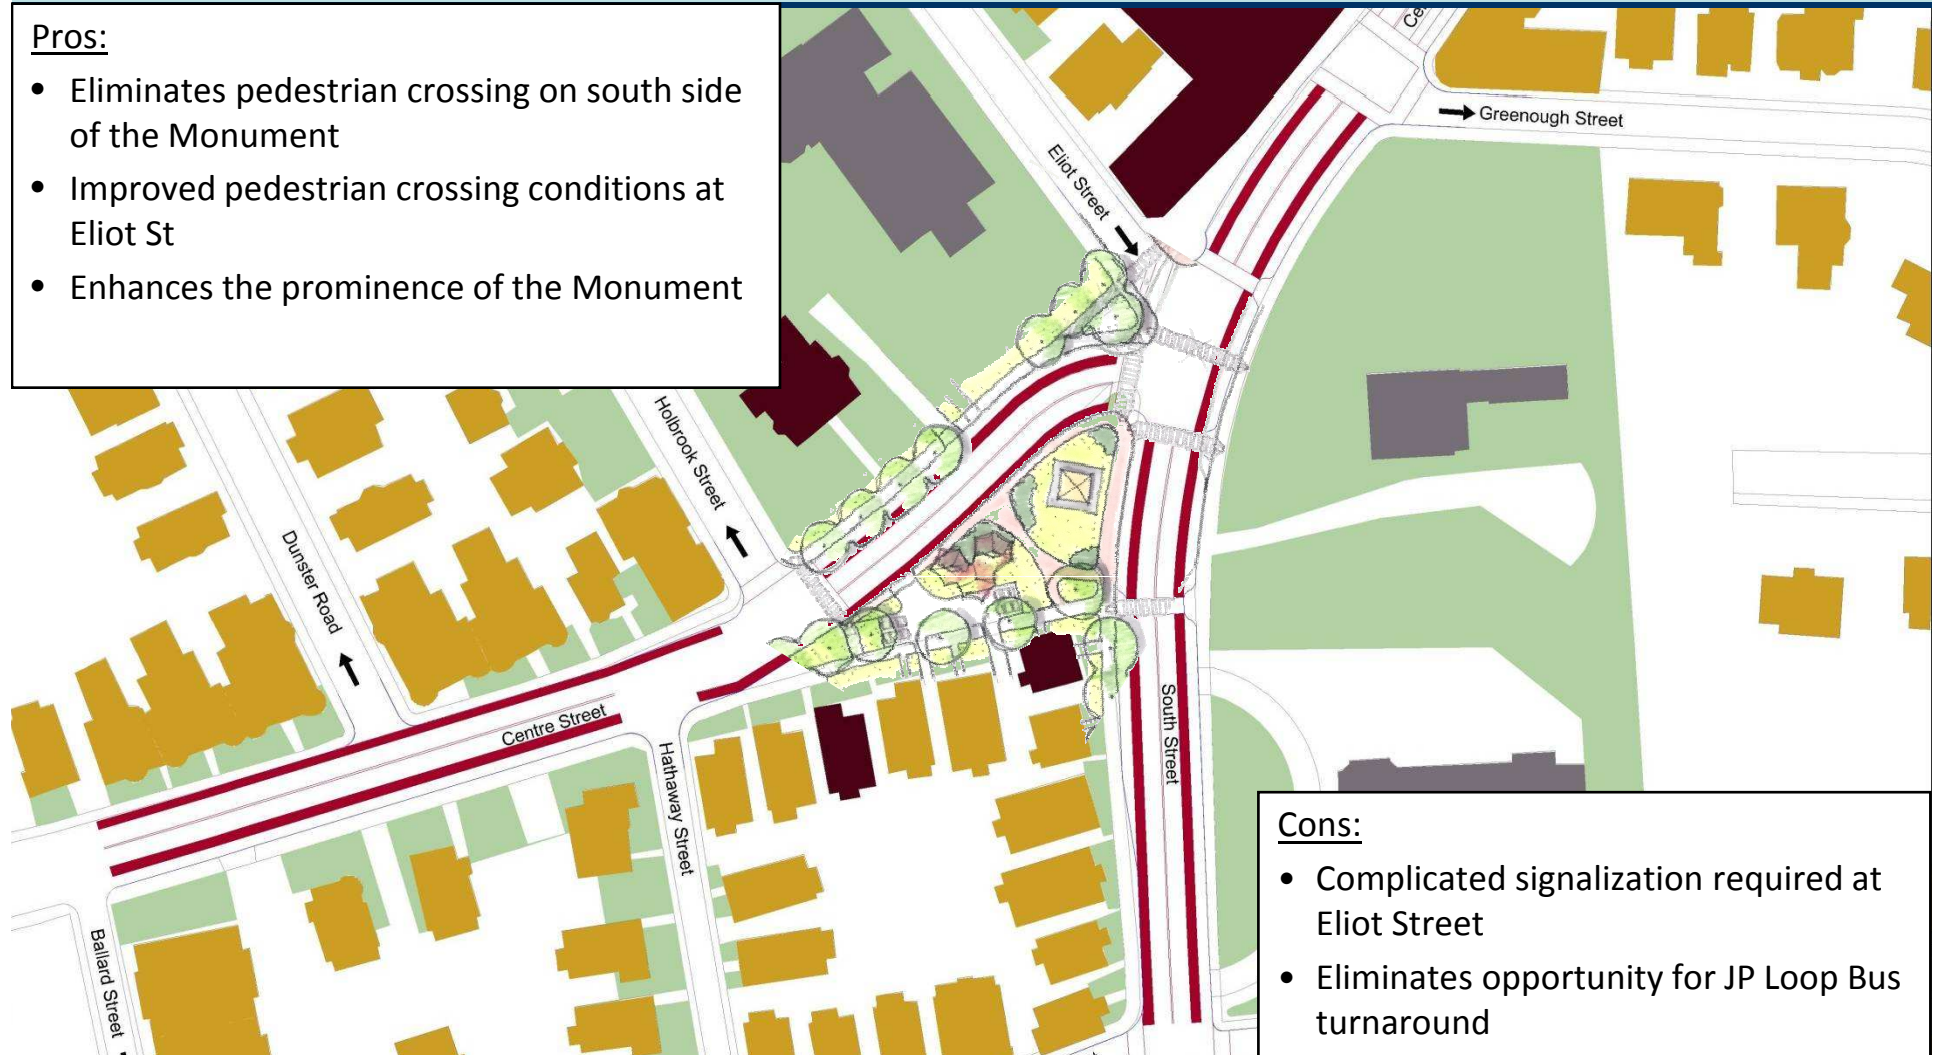 Pros:
• Eliminates pedestrian crossing on south side
of the Monument
• Improved pedestrian crossing conditions at
Eliot St
• Enhances the prominence of the Monument
Greenough Street
Eliot Street
Holbrook Street
Dunster Road
Centre Street
Hathaway Street
South Street
Ballard Street
Cons:
• Complicated signalization required at
Eliot Street
• Eliminates opportunity for JP Loop Bus
turnaround